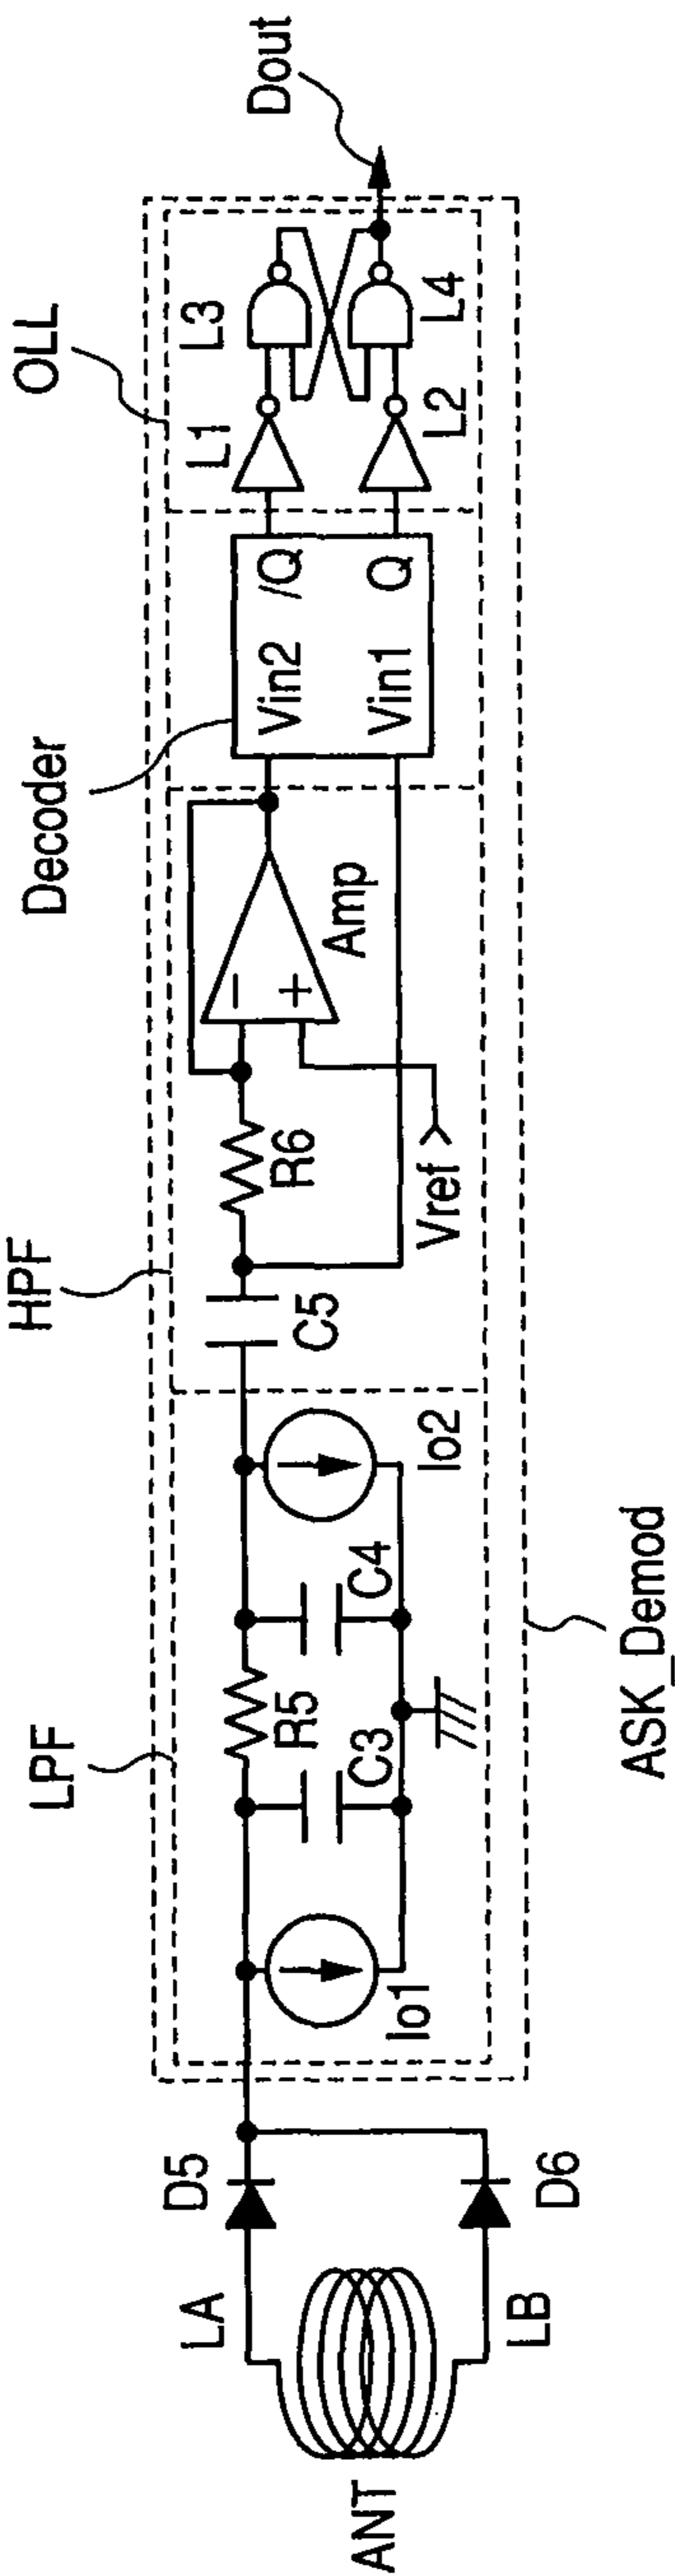 ANT
LA
LB
D5
D6
LPF
Io1
C3
R5
C4
Io2
ASK_Demod
HPF
C5
R6
Vref
−
+
Amp
Decoder
Vin2
/Q
Vin1
Q
OLL
L1
L2
L3
L4
Dout